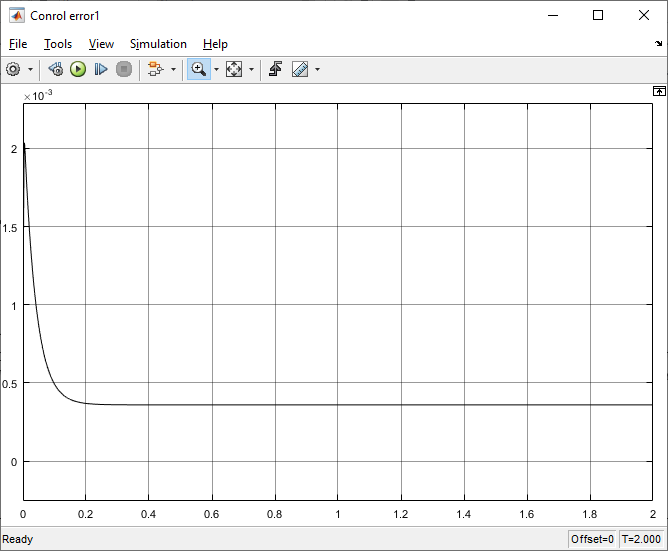 Conrol error1
File Tools View Simulation Help
×10⁻³
2
1.5
1
0.5
0
0 0.2 0.4 0.6 0.8 1 1.2 1.4 1.6 1.8 2
Ready Offset=0 T=2.000